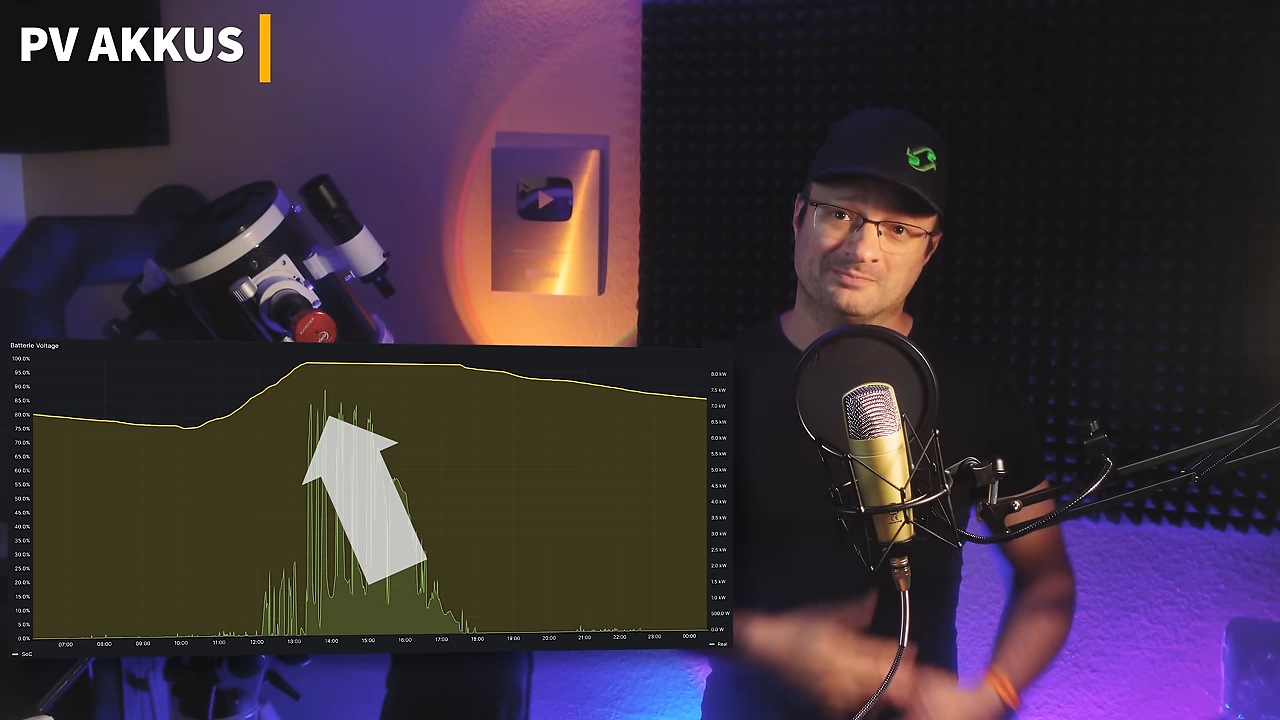 PV AKKUS
Batterie Voltage
100.0%
95.0%
90.0%
85.0%
80.0%
75.0%
70.0%
65.0%
60.0%
55.0%
50.0%
45.0%
40.0%
35.0%
30.0%
25.0%
20.0%
15.0%
10.0%
5.0%
0.0%
8.0 kW
7.5 kW
7.0 kW
6.5 kW
6.0 kW
5.5 kW
5.0 kW
4.5 kW
4.0 kW
3.5 kW
3.0 kW
2.5 kW
2.0 kW
1.5 kW
1.0 kW
500.0 W
0.0 W
07:00 08:00 09:00 10:00 11:00 12:00 13:00 14:00 15:00 16:00 17:00 18:00 19:00 20:00 21:00 22:00 23:00 00:00
SoC
Real